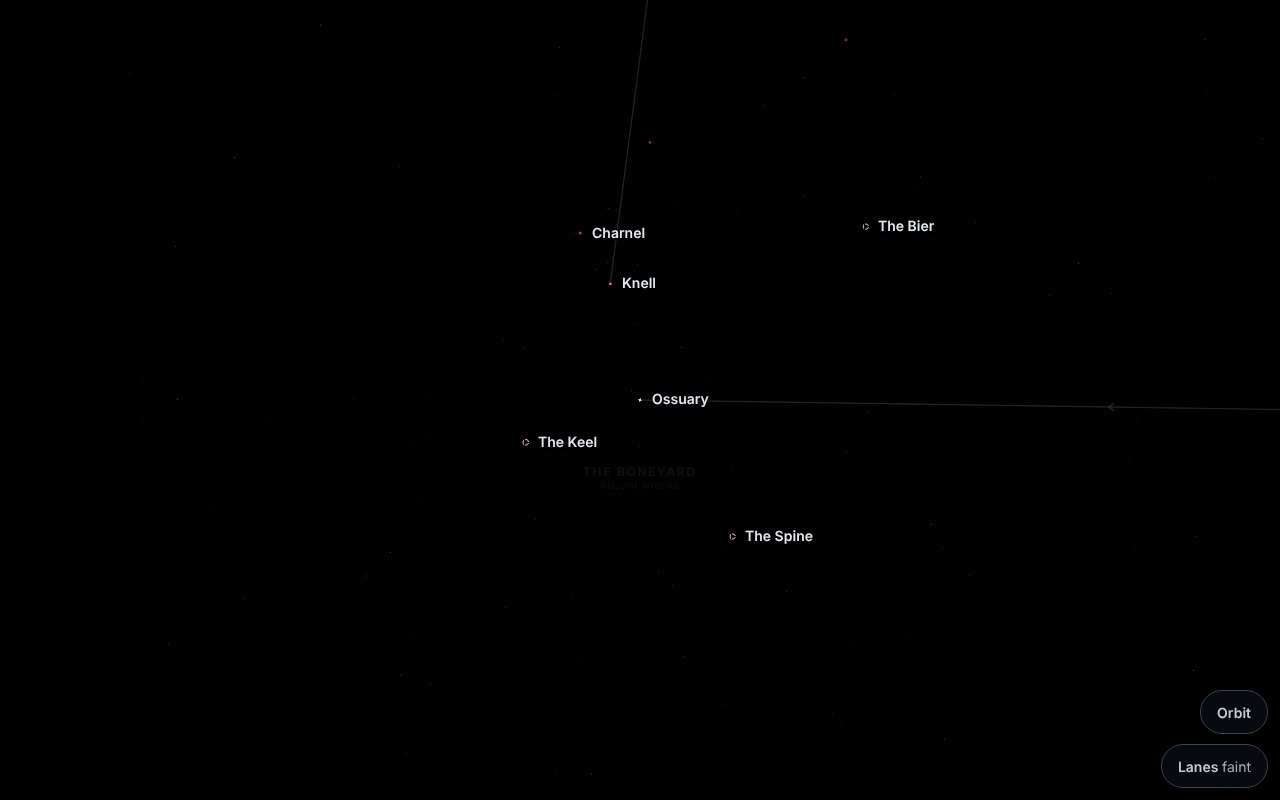 The Bier
Charnel
Knell
Ossuary
The Keel
THE BONEYARD
Absent wrecks
The Spine
Orbit
Lanes faint